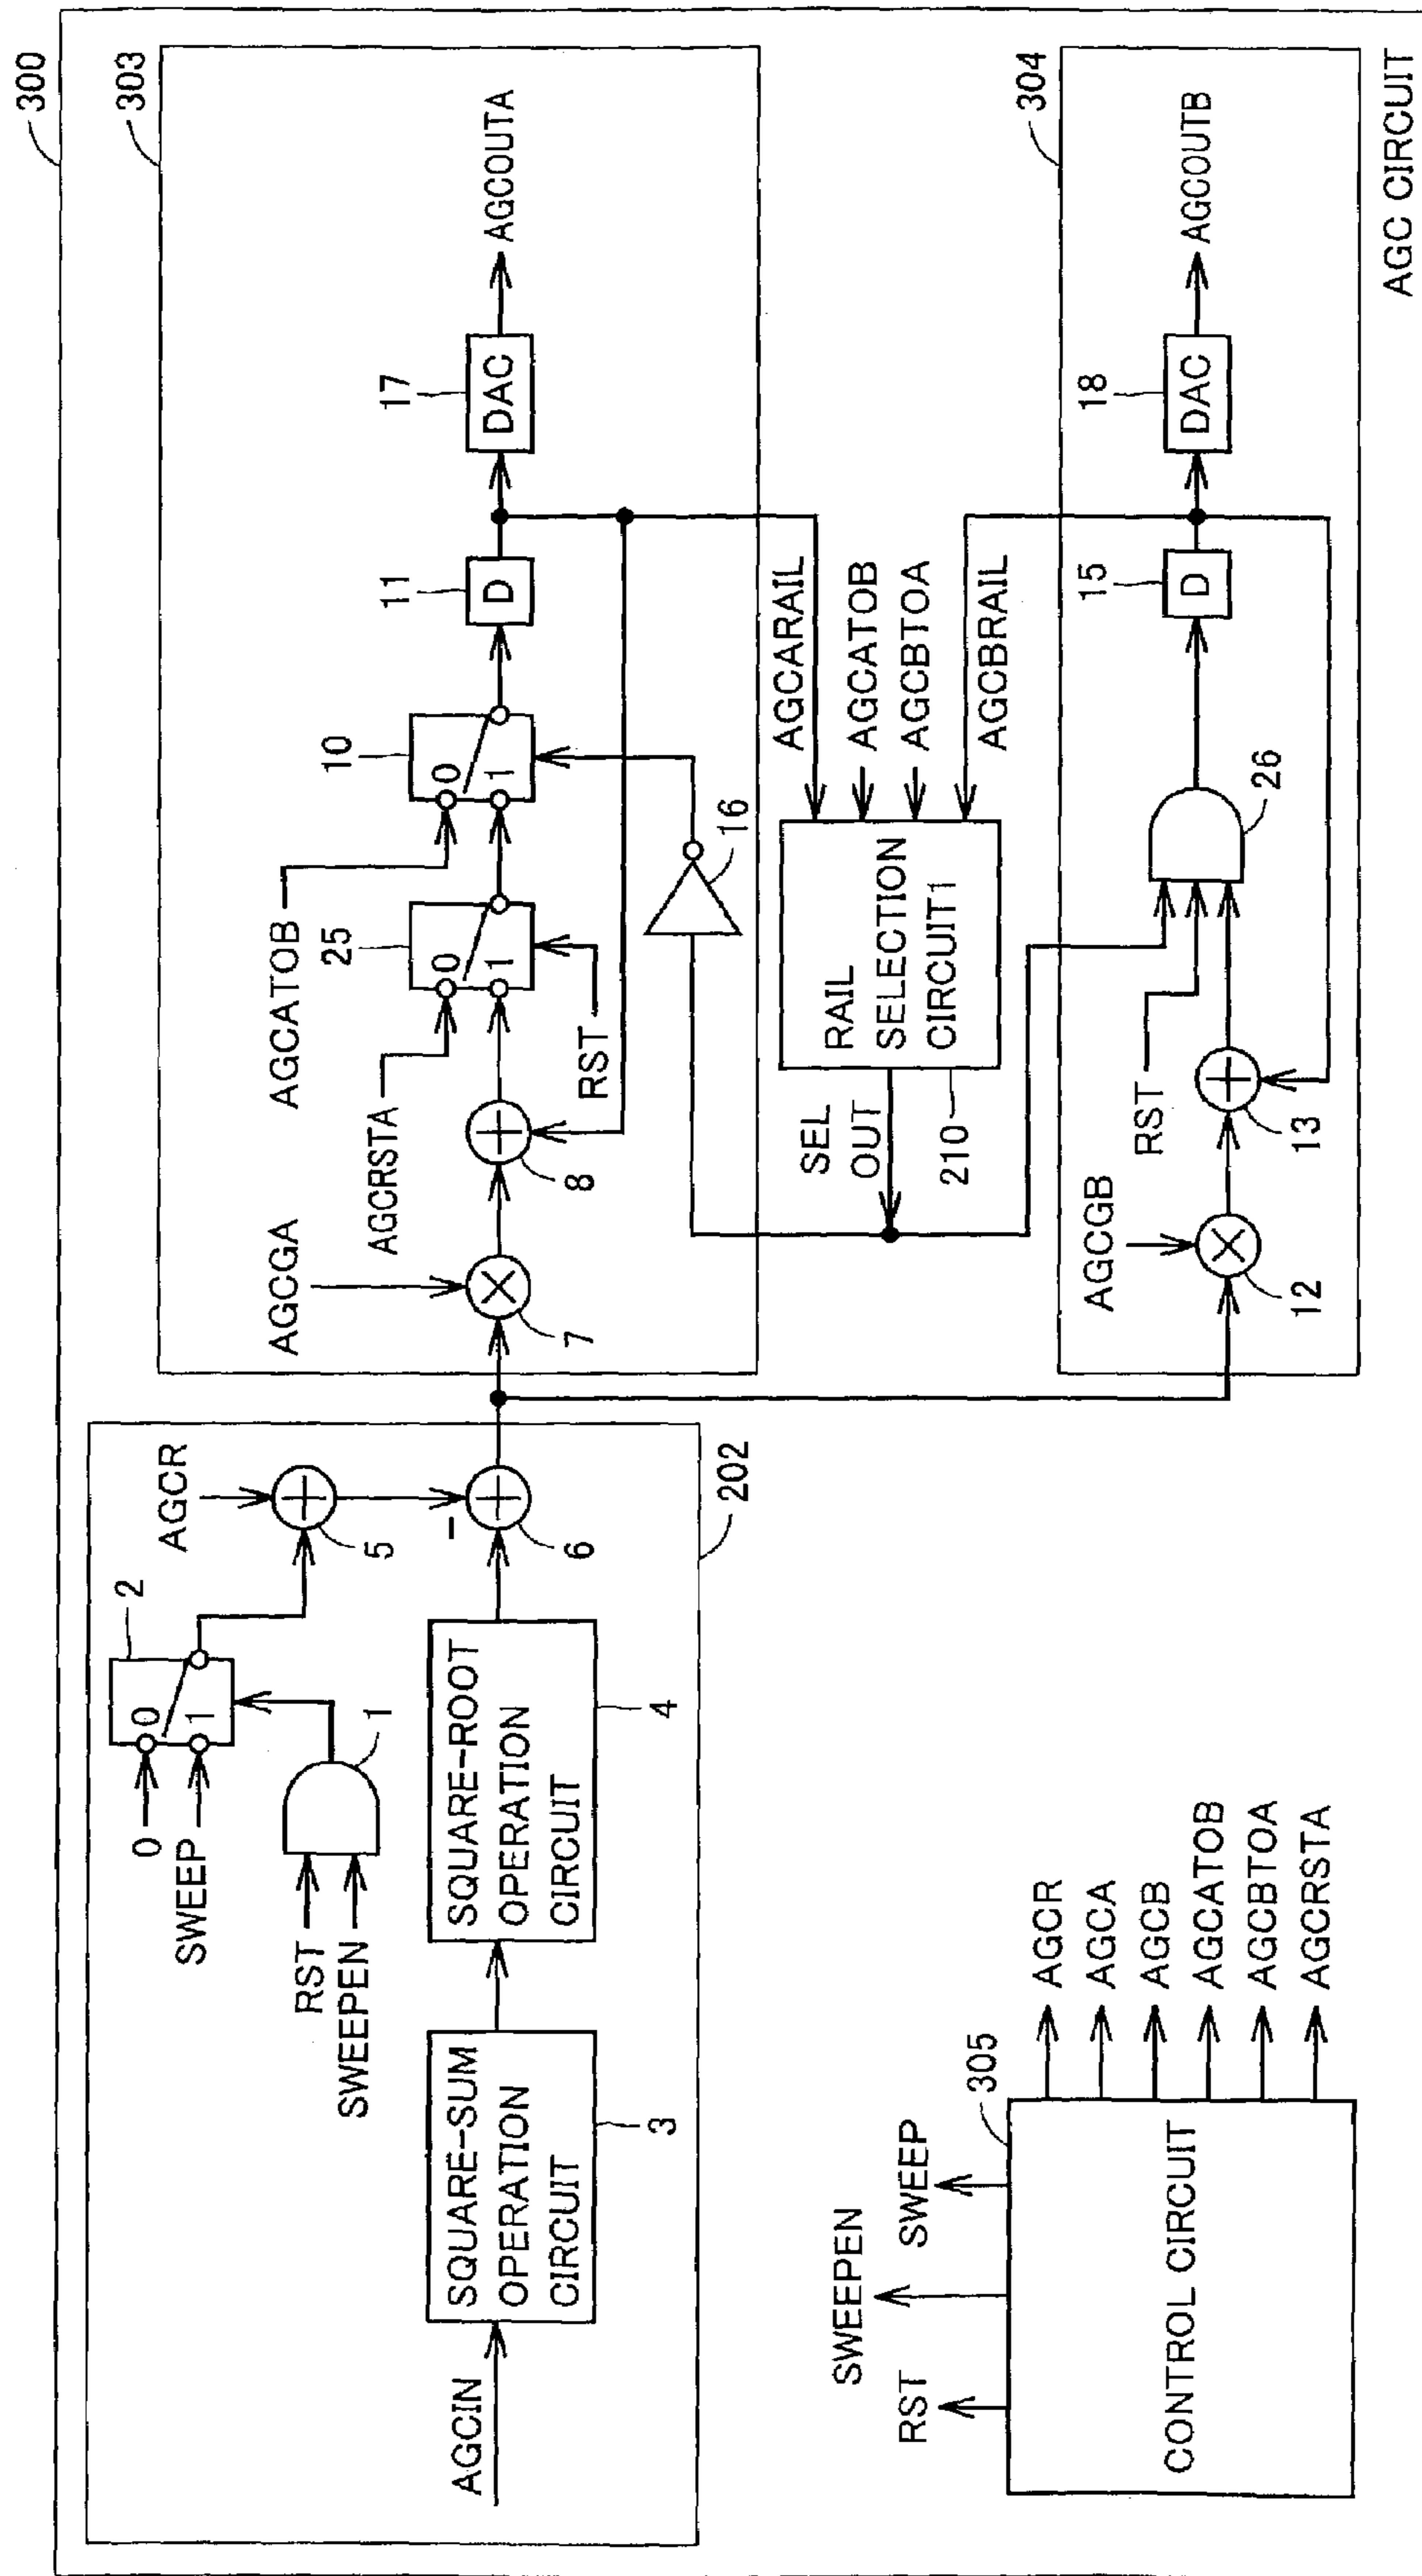 300
303
AGCATOB
10
11
17
0
1
D
DAC
AGCOUTA
AGCRSTA
25
0
1
AGCGA
7
8
RST
16
2
0
SWEEP
0
1
AGCR
5
RST
SWEEPEN
1
6
-
202
AGCIN
SQUARE-SUM
OPERATION
CIRCUIT
3
SQUARE-ROOT
OPERATION
CIRCUIT
4
SEL
OUT
210
RAIL
SELECTION
CIRCUIT1
AGCARAIL
AGCATOB
AGCBTOA
AGCBRAIL
304
AGCGB
12
13
RST
26
15
D
18
DAC
AGCOUTB
RST
SWEEPEN
SWEEP
305
CONTROL CIRCUIT
AGCR
AGCA
AGCB
AGCATOB
AGCBTOA
AGCRSTA
AGC CIRCUIT